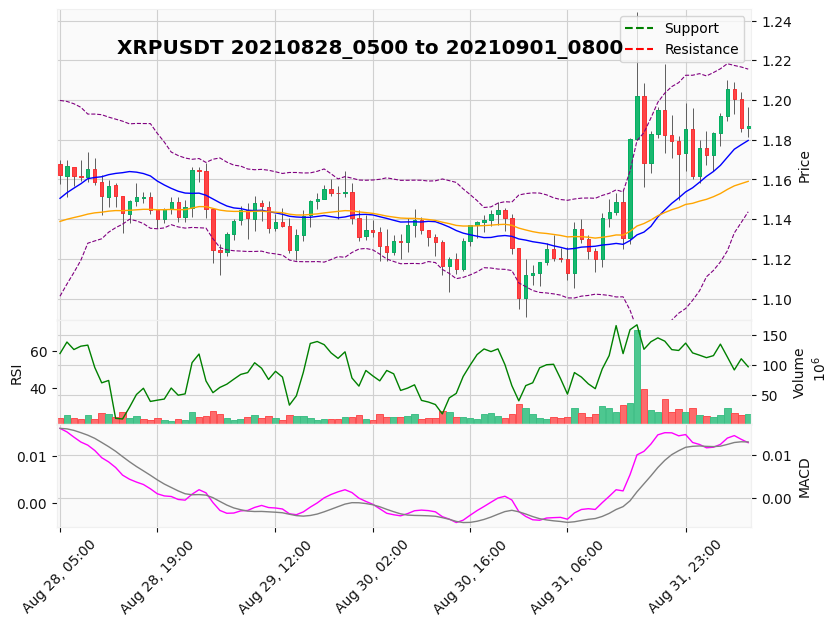 XRPUSDT 20210828_0500 to 20210901_0800
Support
Resistance
1.24
1.22
1.20
1.18
1.16
1.14
1.12
1.10
Price
RSI
60
40
150
100
50
Volume
10^6
0.01
0.00
0.01
0.00
MACD
Aug 28, 05:00
Aug 28, 19:00
Aug 29, 12:00
Aug 30, 02:00
Aug 30, 16:00
Aug 31, 06:00
Aug 31, 23:00